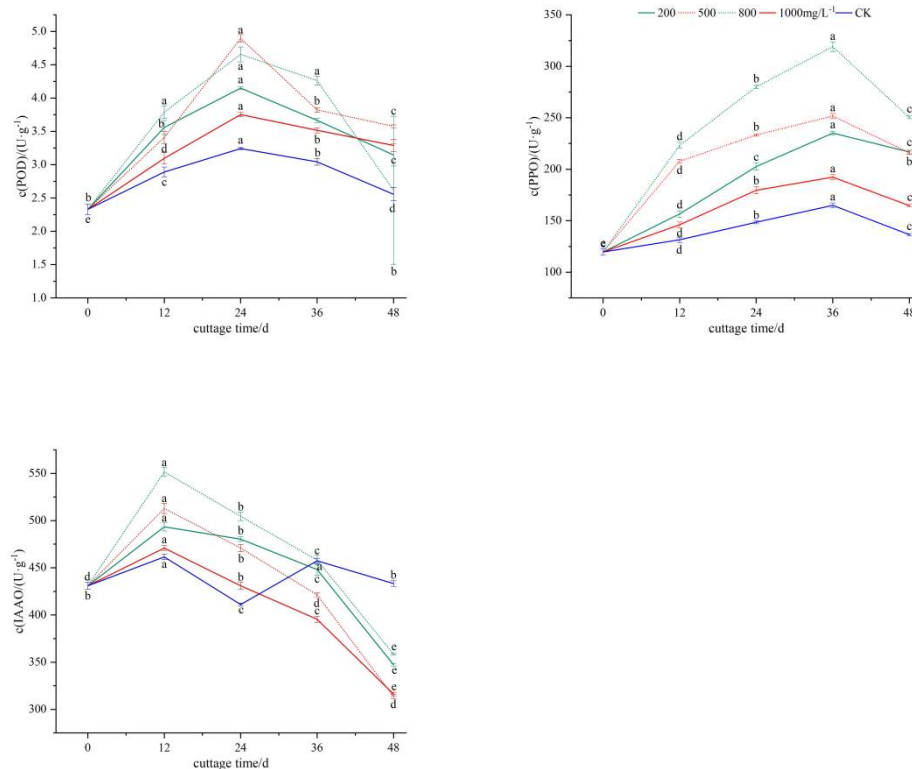 200 500 800 1000mg/L⁻¹ CK
c(POD)/(U·g⁻¹)
5.0
4.5
4.0
3.5
3.0
2.5
2.0
1.5
1.0
a
a
a
a
a
a
b
d
c
a
b
b
b
b
e
c
c
d
b
0 12 24 36 48
cuttage time/d
c(PPO)/(U·g⁻¹)
350
300
250
200
150
100
a
b
d
c
b
a
a
c
d
d
c
b
b
a
c
e
d
d
b
a
c
0 12 24 36 48
cuttage time/d
c(IAAO)/(U·g⁻¹)
550
500
450
400
350
300
a
a
b
a
b
a
b
c
a
c
b
d
b
a
b
c
d
c
e
e
e
d
0 12 24 36 48
cuttage time/d